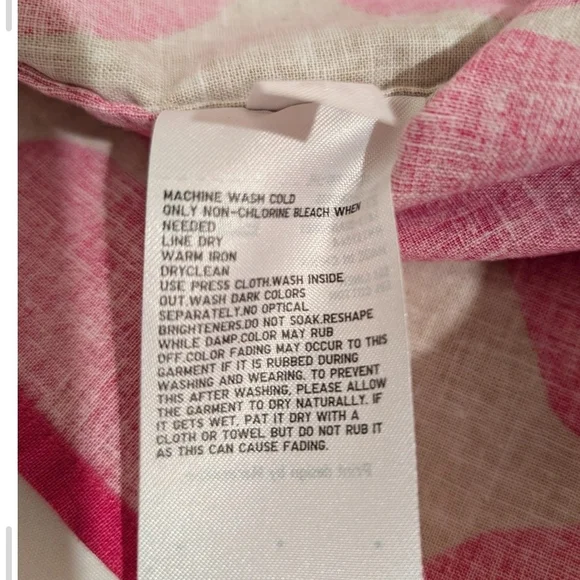 MACHINE WASH COLD
ONLY NON-CHLORINE BLEACH WHEN
NEEDED
LINE DRY
WARM IRON
DRYCLEAN
USE PRESS CLOTH.WASH INSIDE
OUT.WASH DARK COLORS
SEPARATELY.NO OPTICAL
BRIGHTENERS.DO NOT SOAK.RESHAPE
WHILE DAMP.COLOR MAY RUB
OFF.COLOR FADING MAY OCCUR TO THIS
GARMENT IF IT IS RUBBED DURING
WASHING AND WEARING. TO PREVENT
THIS AFTER WASHING, PLEASE ALLOW
THE GARMENT TO DRY NATURALLY. IF
IT GETS WET, PAT IT DRY WITH A
CLOTH OR TOWEL BUT DO NOT RUB IT
AS THIS CAN CAUSE FADING.
Print design by